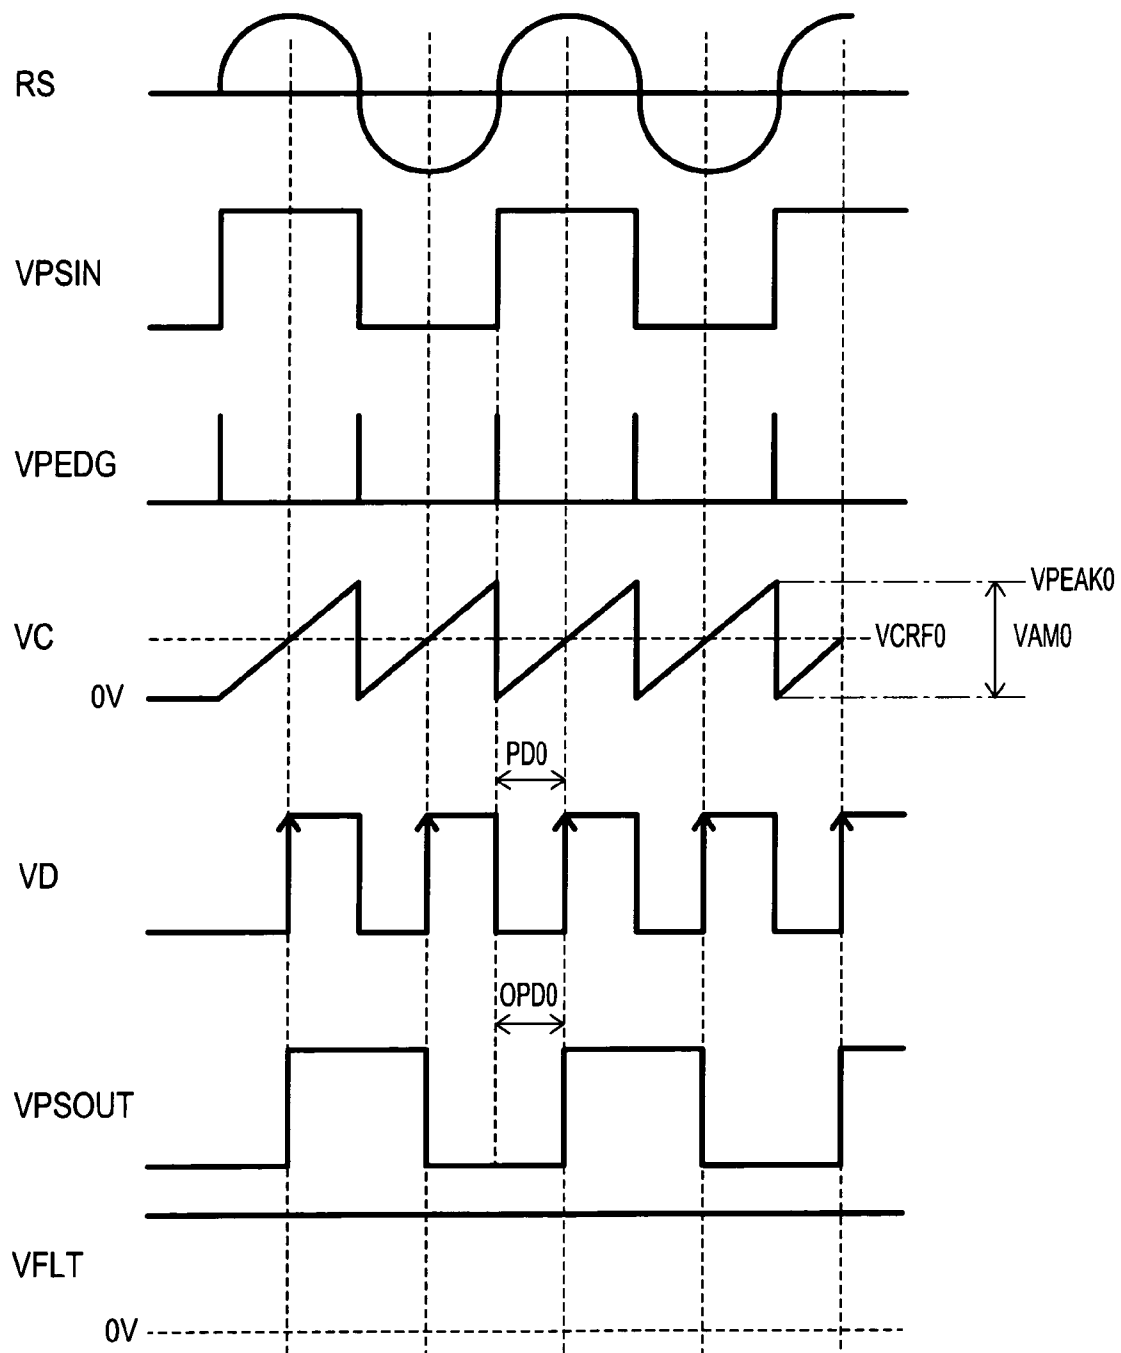 RS
VPSIN
VPEDG
VPEAK0
VC
VCRF0
VAM0
0V
PD0
VD
OPD0
VPSOUT
VFLT
0V